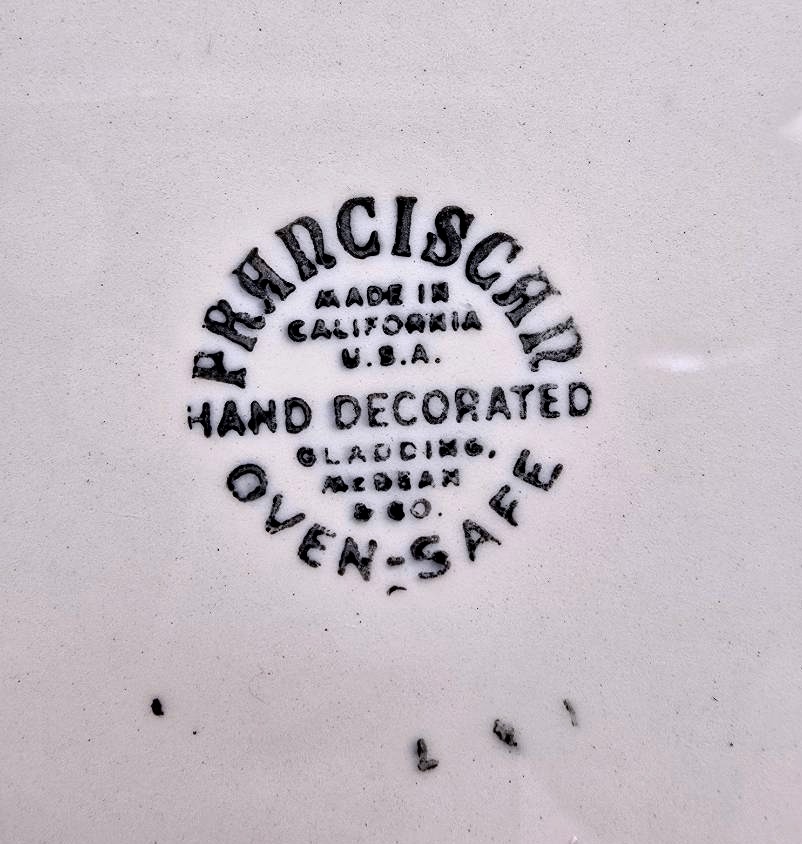 FRANCISCAN
MADE IN
CALIFORNIA
U.S.A.
HAND DECORATED
GLADDING,
McBEAN
& CO.
OVEN-SAFE